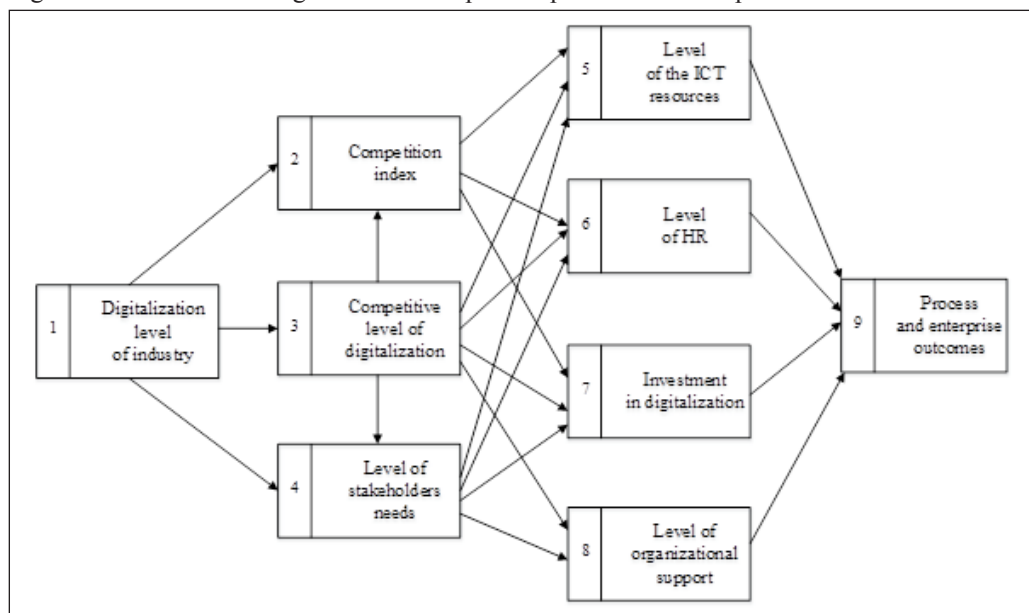 1
Digitalization
level
of industry
2
Competition
index
3
Competitive
level of
digitalization
4
Level of
stakeholders
needs
5
Level
of the ICT
resources
6
Level
of HR
7
Investment
in digitalization
8
Level of
organizational
support
9
Process
and enterprise
outcomes